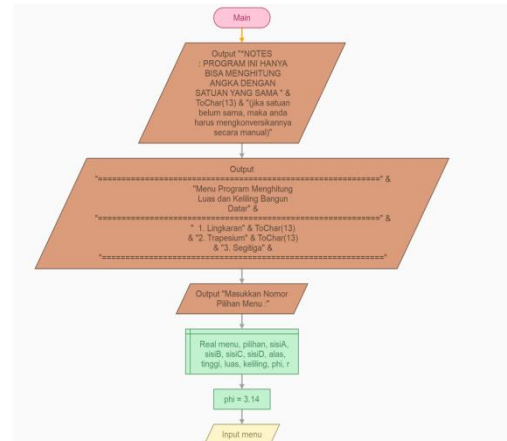 Main
Output "*NOTES
: PROGRAM INI HANYA
BISA MENGHITUNG
ANGKA DENGAN
SATUAN YANG SAMA " &
ToChar(13) & "(jika satuan
belum sama, maka anda
harus mengkonversikannya
secara manual)"
Output
"============================================================" &
"Menu Program Menghitung
Luas dan Keliling Bangun
Datar" &
"============================================================" &
" 1. Lingkaran" & ToChar(13)
& "2. Trapesium" & ToChar(13)
& "3. Segitiga" &
"============================================================"
Output "Masukkan Nomor
Pilihan Menu :"
Real menu, pilihan, sisiA,
sisiB, sisiC, sisiD, alas,
tinggi, luas, keliling, phi, r
phi = 3.14
Input menu